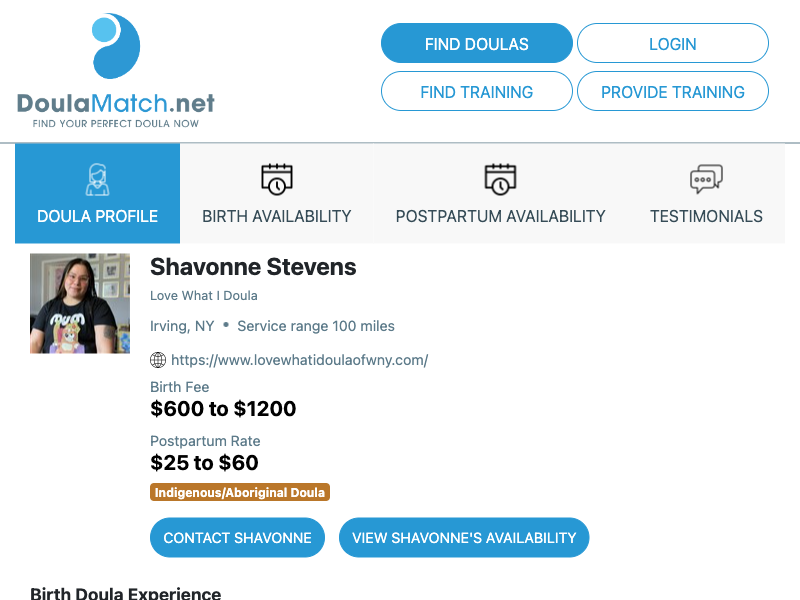 FIND DOULAS
LOGIN
FIND TRAINING
PROVIDE TRAINING
DoulaMatch.net
FIND YOUR PERFECT DOULA NOW
DOULA PROFILE
BIRTH AVAILABILITY
POSTPARTUM AVAILABILITY
TESTIMONIALS
Shavonne Stevens
Love What I Doula
Irving, NY • Service range 100 miles
https://www.lovewhatidoulaofwny.com/
Birth Fee
$600 to $1200
Postpartum Rate
$25 to $60
Indigenous/Aboriginal Doula
CONTACT SHAVONNE
VIEW SHAVONNE'S AVAILABILITY
Birth Doula Experience